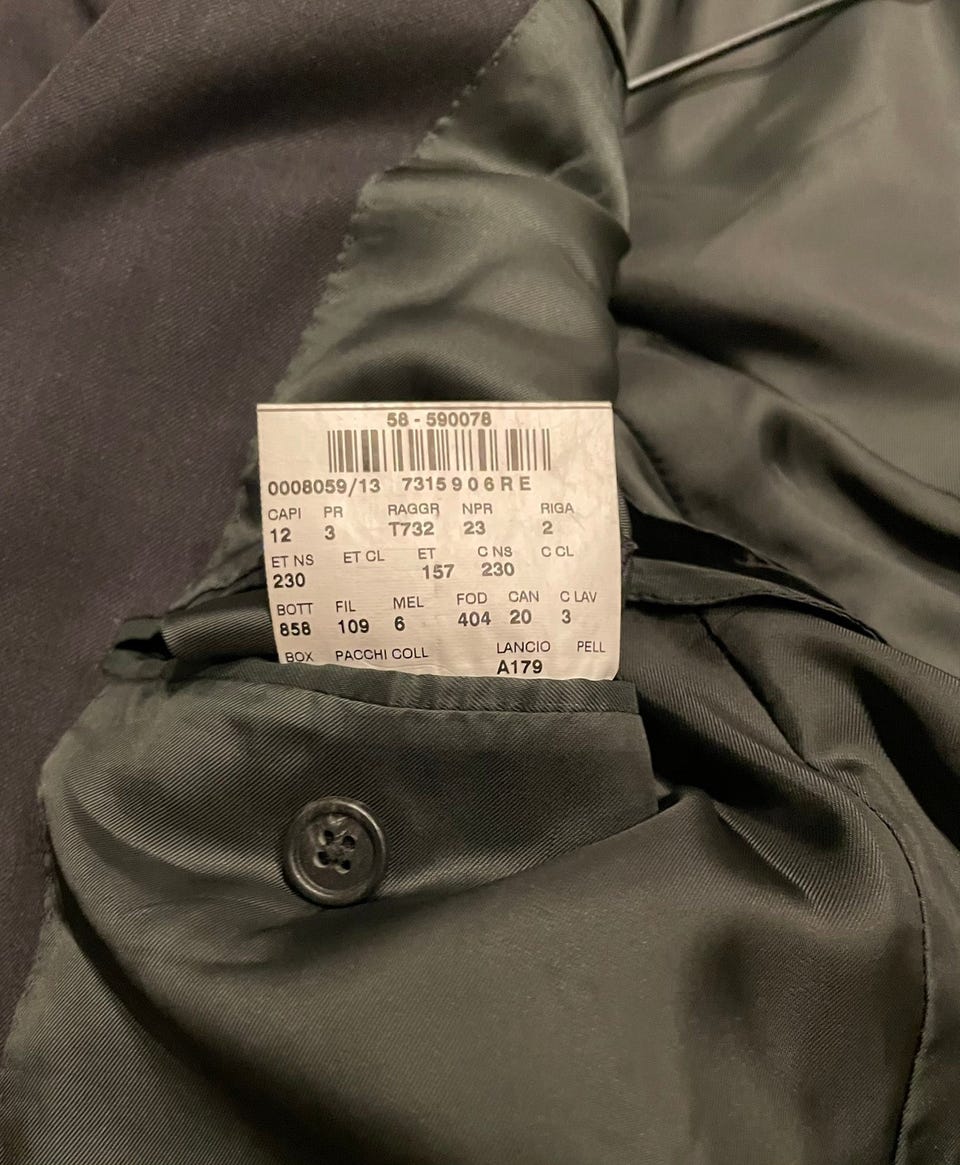 58 - 590078
0008059/13 7315906RE
CAPI PR RAGGR NPR RIGA
12 3 T732 23 2
ET NS ET CL ET C NS C CL
230 157 230
BOTT FIL MEL FOD CAN C LAV
858 109 6 404 20 3
BOX PACCHI COLL LANCIO PELL
A179